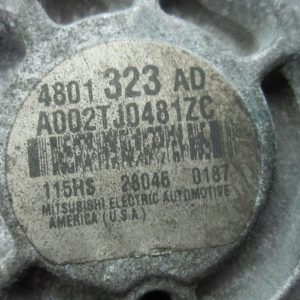 4801 323 AD
A002TJ0481ZC
115HS 28046 0187
MITSUBISHI ELECTRIC AUTOMOTIVE
AMERICA (U.S.A.)